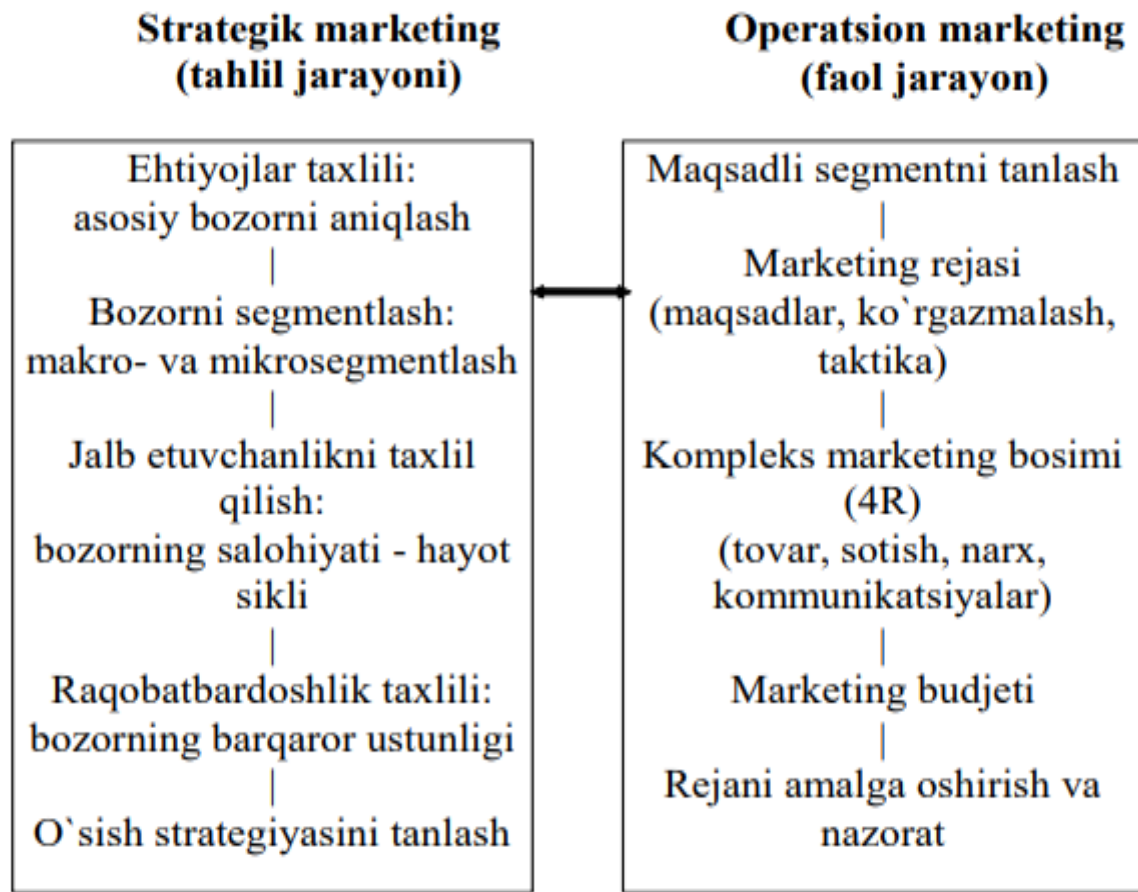 Strategik marketing
(tahlil jarayoni)
Ehtiyojlar taxlili:
asosiy bozorni aniqlash
|
Bozorni segmentlash:
makro- va mikrosegmentlash
|
Jalb etuvchanlikni taxlil
qilish:
bozorning salohiyati - hayot
sikli
|
Raqobatbardoshlik taxlili:
bozorning barqaror ustunligi
|
O`sish strategiyasini tanlash
Operatsion marketing
(faol jarayon)
Maqsadli segmentni tanlash
|
Marketing rejasi
(maqsadlar, ko`rgazmalash,
taktika)
|
Kompleks marketing bosimi
(4R)
(tovar, sotish, narx,
kommunikatsiyalar)
|
Marketing budjeti
|
Rejani amalga oshirish va
nazorat